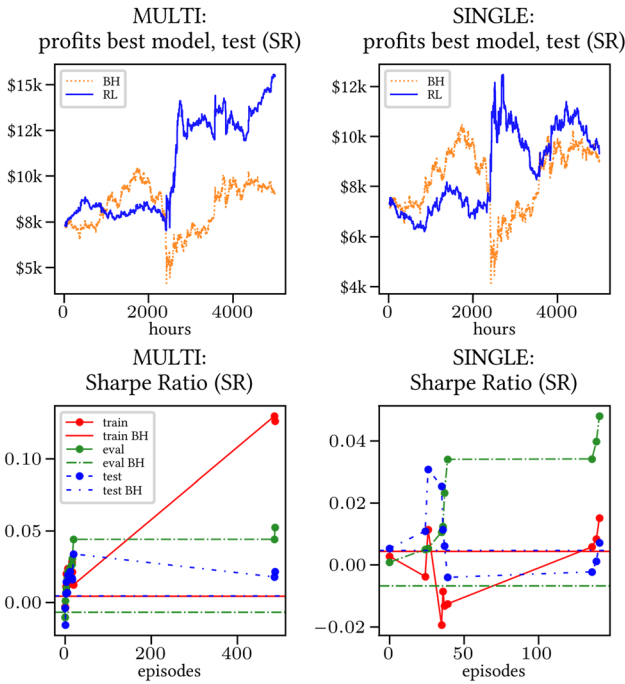 MULTI:
profits best model, test (SR)
$15k
$12k
$10k
$8k
$5k
BH
RL
0
2000
4000
hours
SINGLE:
profits best model, test (SR)
$12k
$10k
$8k
$6k
$4k
BH
RL
0
2000
4000
hours
MULTI:
Sharpe Ratio (SR)
0.10
0.05
0.00
train
train BH
eval
eval BH
test
test BH
0
200
400
episodes
SINGLE:
Sharpe Ratio (SR)
0.04
0.02
0.00
−0.02
0
50
100
episodes